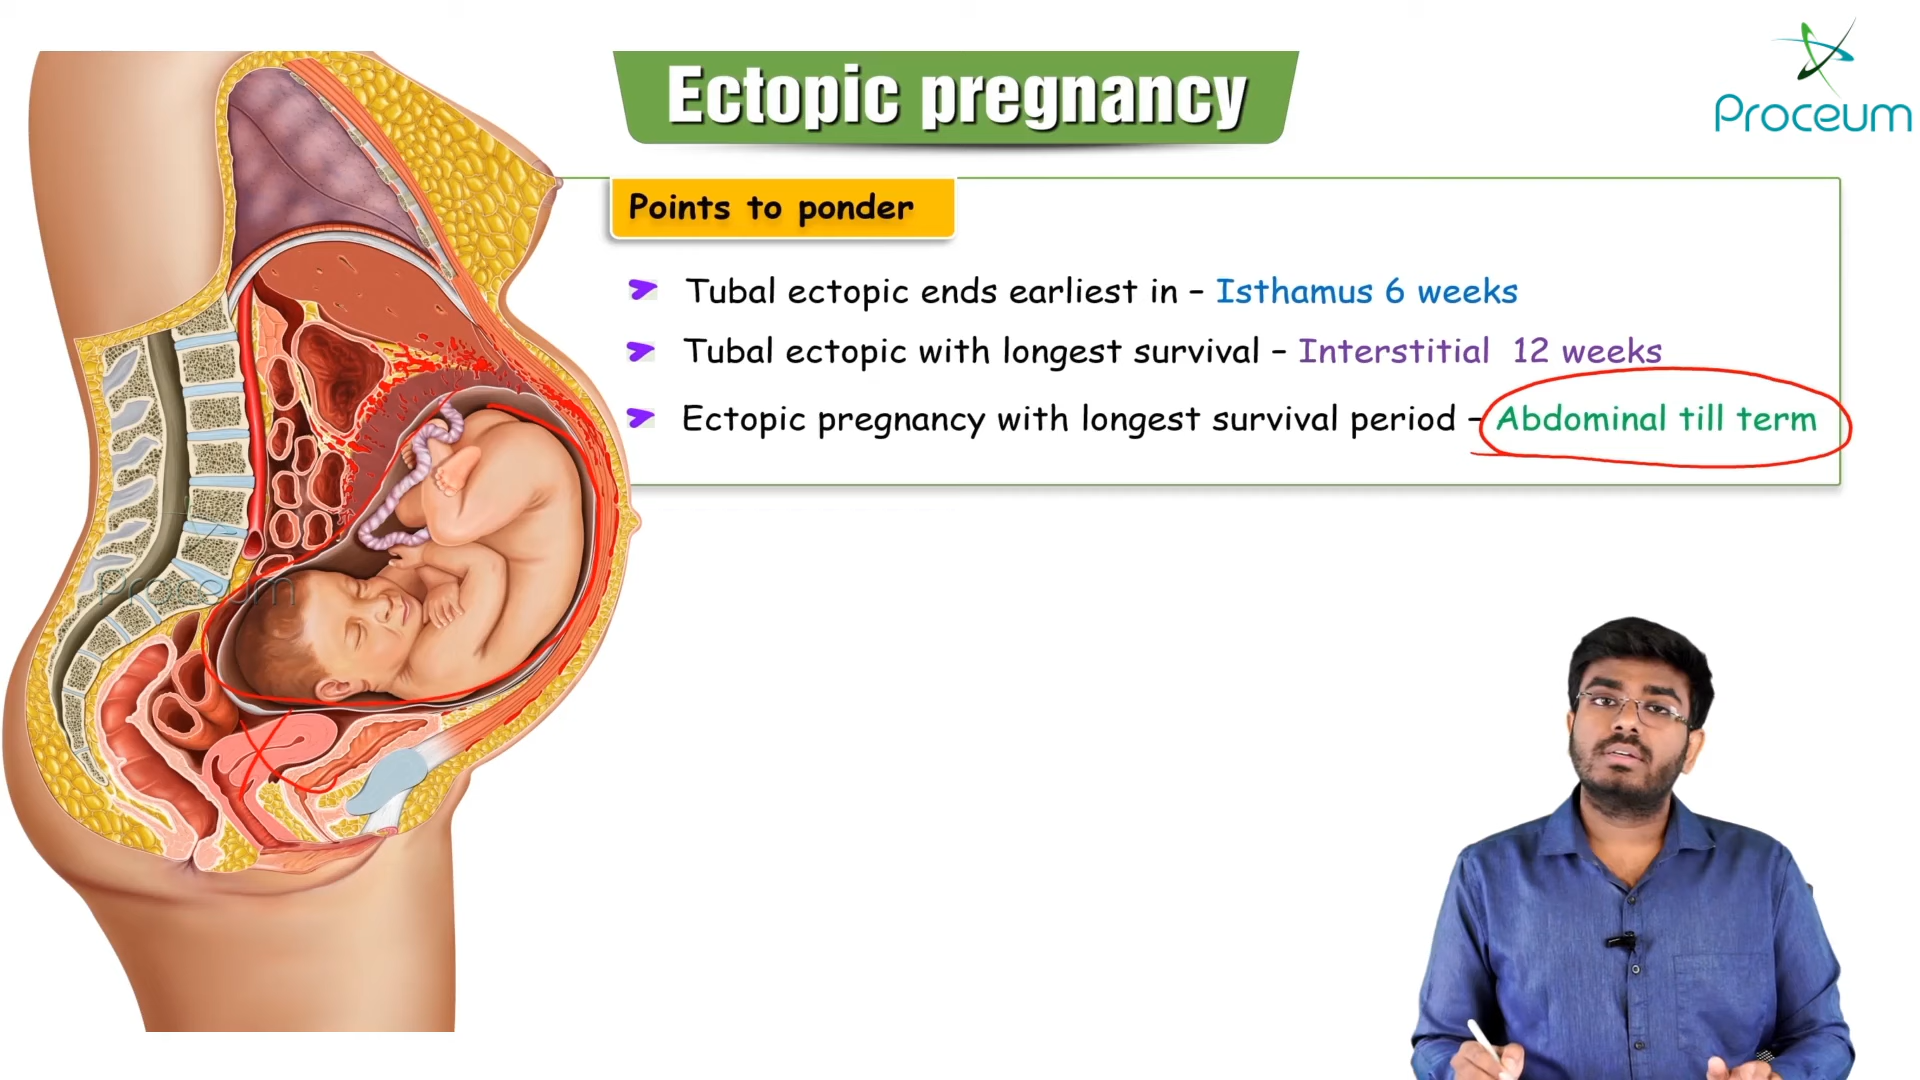 Ectopic pregnancy
Proceum
Points to ponder
Tubal ectopic ends earliest in – Isthamus 6 weeks
Tubal ectopic with longest survival – Interstitial 12 weeks
Ectopic pregnancy with longest survival period – Abdominal till term
Proceum